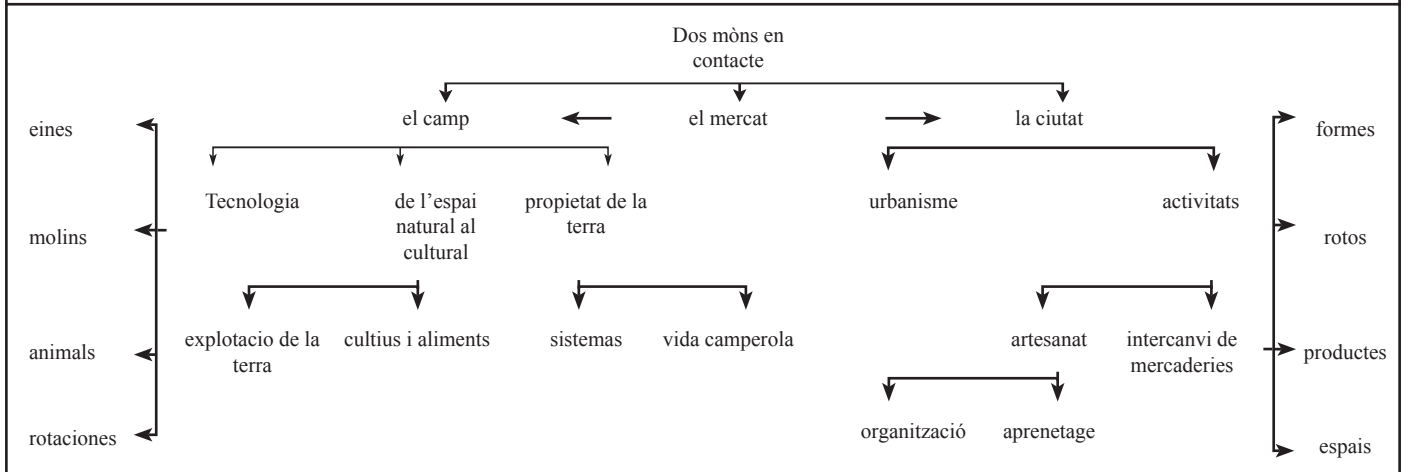 Dos mòns en
contacte
el camp
el mercat
la ciutat
eines
formes
Tecnologia
de l'espai
natural al
cultural
propietat de la
terra
urbanisme
activitats
molins
rotos
explotacio de la
terra
cultius i aliments
sistemas
vida camperola
artesanat
intercanvi de
mercaderies
animals
productes
organització
aprenetage
rotaciones
espais